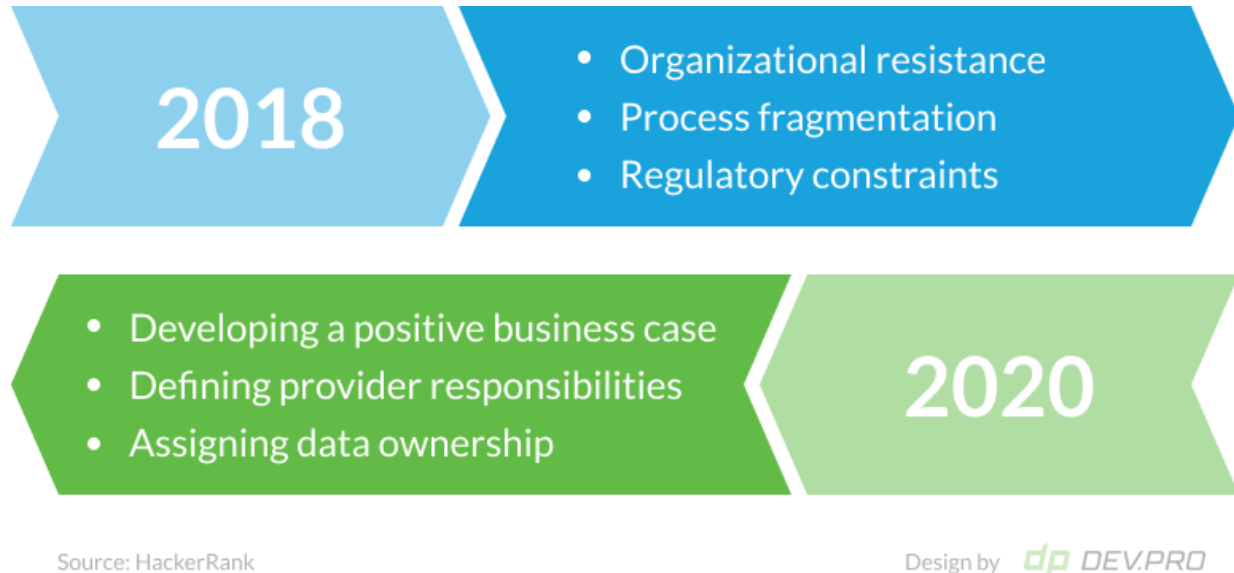 2018
• Organizational resistance
• Process fragmentation
• Regulatory constraints
• Developing a positive business case
• Defining provider responsibilities
• Assigning data ownership
2020
Source: HackerRank
Design by dp DEV.PRO